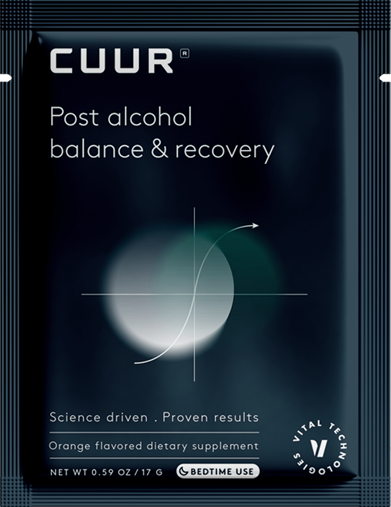 CUUR®
Post alcohol
balance & recovery
Science driven . Proven results
Orange flavored dietary supplement
NET WT 0.59 OZ / 17 G BEDTIME USE
VITAL TECHNOLOGIES